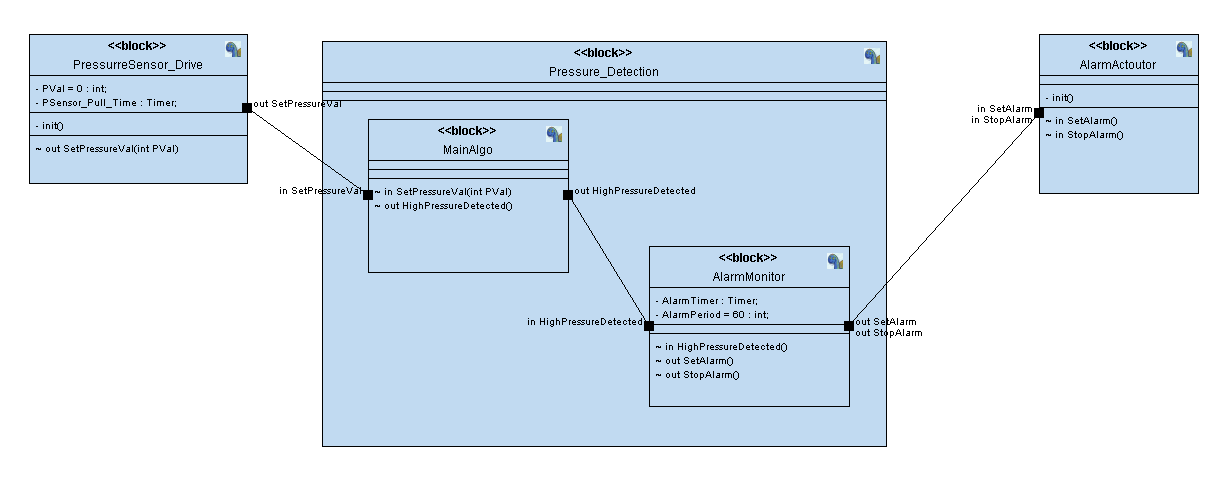 <<block>>
PressurreSensor_Drive
- PVal = 0 : int;
- PSensor_Pull_Time : Timer;
- init()
~ out SetPressureVal(int PVal)
out SetPressureVal
<<block>>
Pressure_Detection
<<block>>
MainAlgo
in SetPressureVal
~ in SetPressureVal(int PVal)
~ out HighPressureDetected()
out HighPressureDetected
<<block>>
AlarmMonitor
- AlarmTimer : Timer;
- AlarmPeriod = 60 : int;
in HighPressureDetected
~ in HighPressureDetected()
~ out SetAlarm()
~ out StopAlarm()
out SetAlarm
out StopAlarm
<<block>>
AlarmActoutor
- init()
in SetAlarm
in StopAlarm
~ in SetAlarm()
~ in StopAlarm()